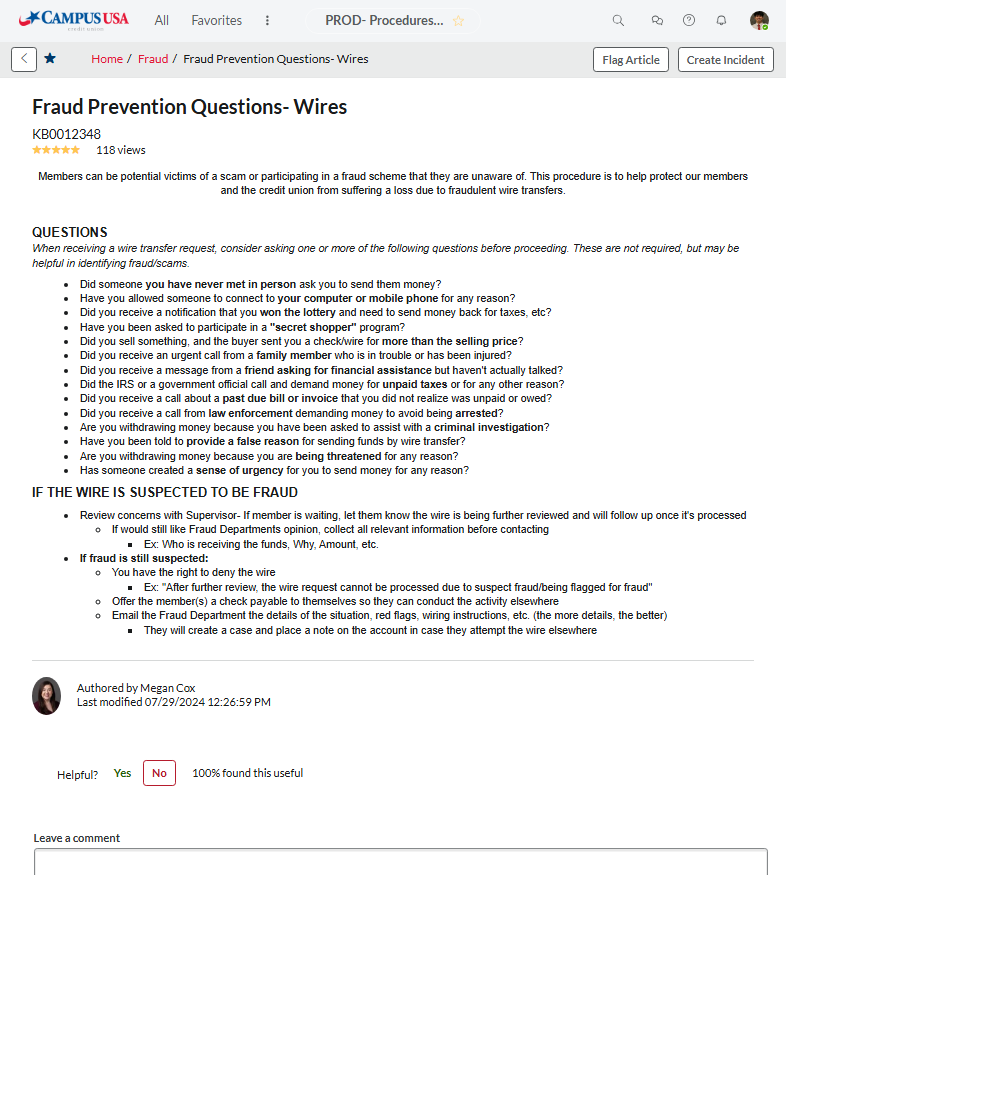 CAMPUS USA
credit union
All Favorites PROD- Procedures...
Home / Fraud / Fraud Prevention Questions- Wires
Flag Article Create Incident
Fraud Prevention Questions- Wires
KB0012348
118 views
Members can be potential victims of a scam or participating in a fraud scheme that they are unaware of. This procedure is to help protect our members
and the credit union from suffering a loss due to fraudulent wire transfers.
QUESTIONS
When receiving a wire transfer request, consider asking one or more of the following questions before proceeding. These are not required, but may be
helpful in identifying fraud/scams.
Did someone you have never met in person ask you to send them money?
Have you allowed someone to connect to your computer or mobile phone for any reason?
Did you receive a notification that you won the lottery and need to send money back for taxes, etc?
Have you been asked to participate in a "secret shopper" program?
Did you sell something, and the buyer sent you a check/wire for more than the selling price?
Did you receive an urgent call from a family member who is in trouble or has been injured?
Did you receive a message from a friend asking for financial assistance but haven't actually talked?
Did the IRS or a government official call and demand money for unpaid taxes or for any other reason?
Did you receive a call about a past due bill or invoice that you did not realize was unpaid or owed?
Did you receive a call from law enforcement demanding money to avoid being arrested?
Are you withdrawing money because you have been asked to assist with a criminal investigation?
Have you been told to provide a false reason for sending funds by wire transfer?
Are you withdrawing money because you are being threatened for any reason?
Has someone created a sense of urgency for you to send money for any reason?
IF THE WIRE IS SUSPECTED TO BE FRAUD
Review concerns with Supervisor- If member is waiting, let them know the wire is being further reviewed and will follow up once it's processed
If would still like Fraud Departments opinion, collect all relevant information before contacting
Ex: Who is receiving the funds, Why, Amount, etc.
If fraud is still suspected:
You have the right to deny the wire
Ex: "After further review, the wire request cannot be processed due to suspect fraud/being flagged for fraud"
Offer the member(s) a check payable to themselves so they can conduct the activity elsewhere
Email the Fraud Department the details of the situation, red flags, wiring instructions, etc. (the more details, the better)
They will create a case and place a note on the account in case they attempt the wire elsewhere
Authored by Megan Cox
Last modified 07/29/2024 12:26:59 PM
Helpful? Yes No 100% found this useful
Leave a comment